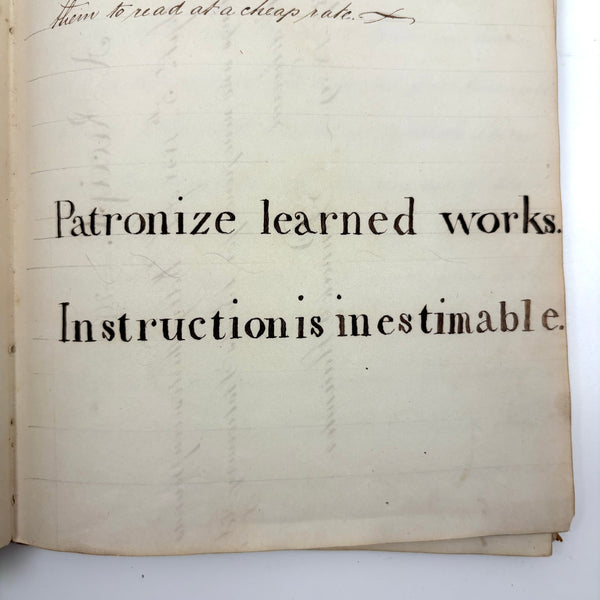 them to read at a cheap rate.
Patronize learned works.
Instruction is inestimable.